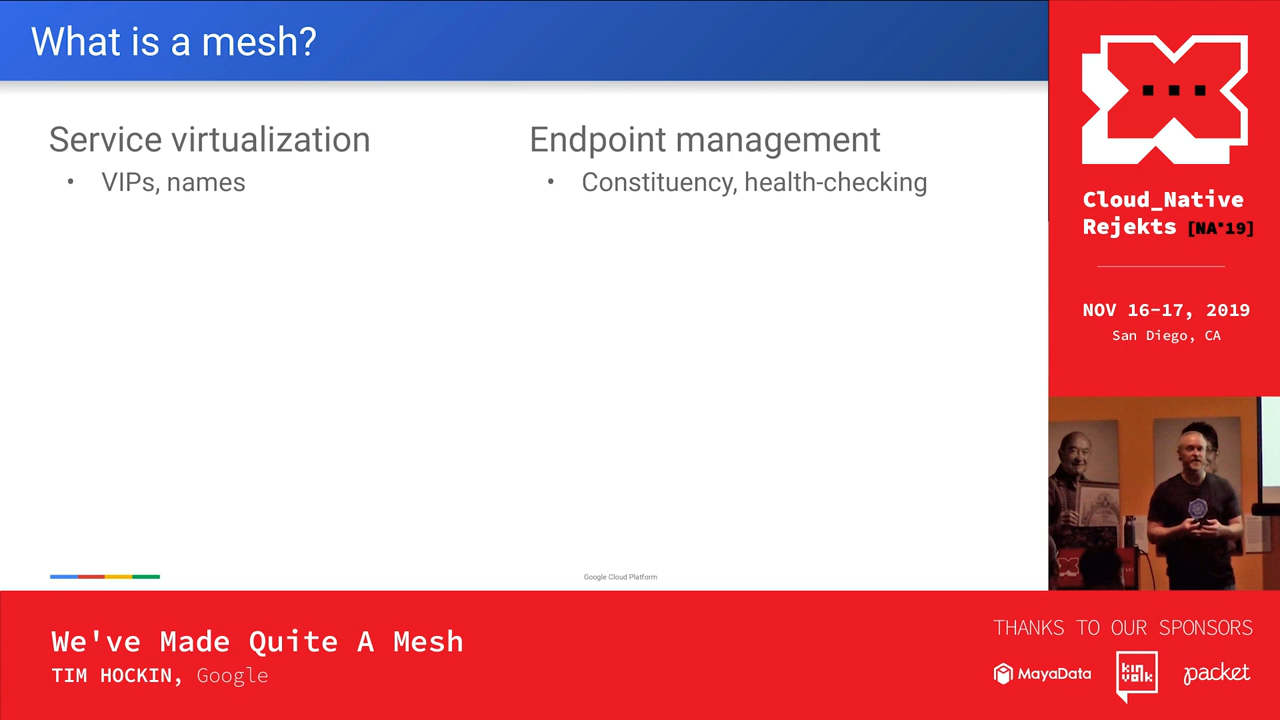 What is a mesh?
Service virtualization
• VIPs, names
Endpoint management
• Constituency, health-checking
Google Cloud Platform
Cloud_Native
Rejekts [NA'19]
NOV 16-17, 2019
San Diego, CA
We've Made Quite A Mesh
TIM HOCKIN, Google
THANKS TO OUR SPONSORS
MayaData
kinvolk
packet